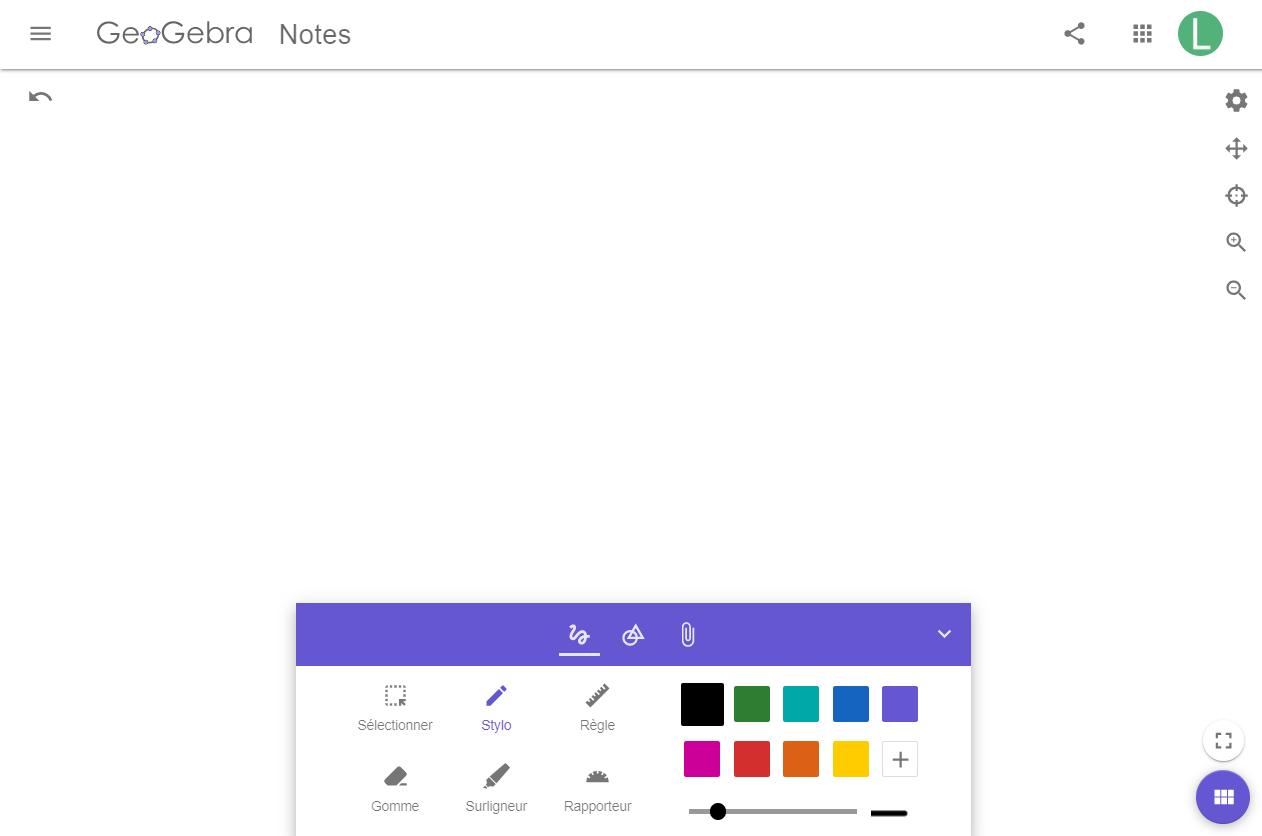 GeoGebra Notes
L
Sélectionner Stylo Règle
Gomme Surligneur Rapporteur